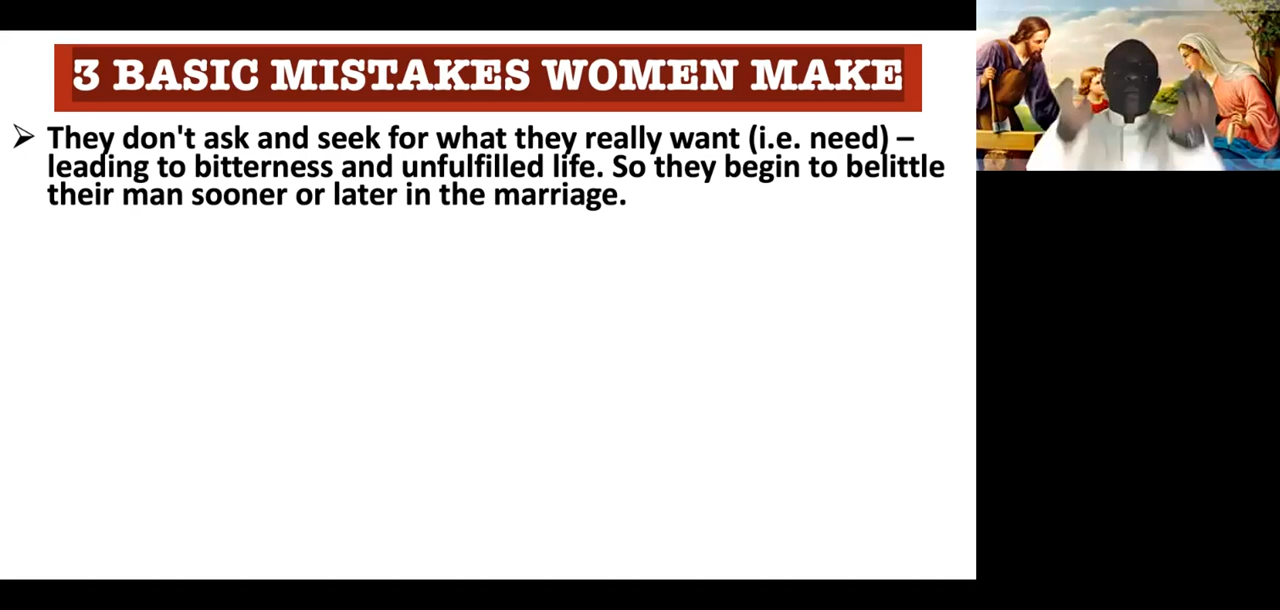 3 BASIC MISTAKES WOMEN MAKE
➢ They don't ask and seek for what they really want (i.e. need) –
leading to bitterness and unfulfilled life. So they begin to belittle
their man sooner or later in the marriage.